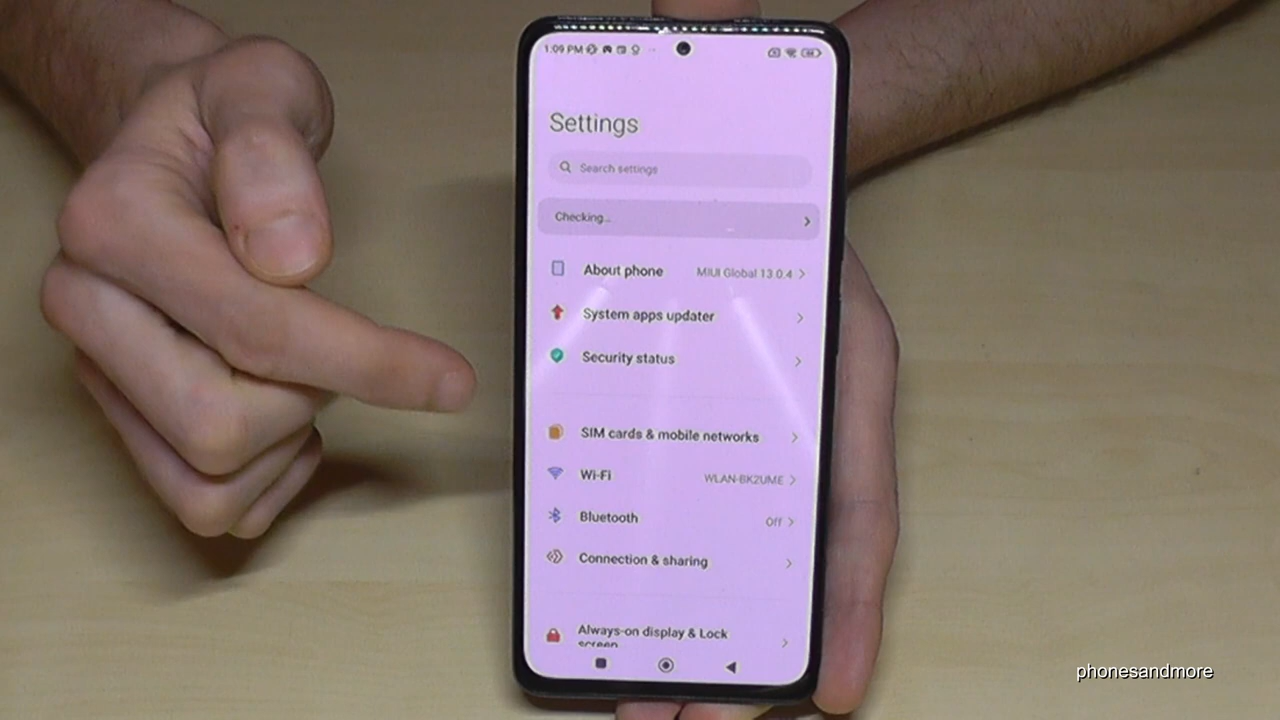 1:09 PM
Settings
Search settings
Checking...
About phone MIUI Global 13.0.4
System apps updater
Security status
SIM cards & mobile networks
Wi-Fi WLAN-BK2UME
Bluetooth Off
Connection & sharing
Always-on display & Lock
screen
phonesandmore